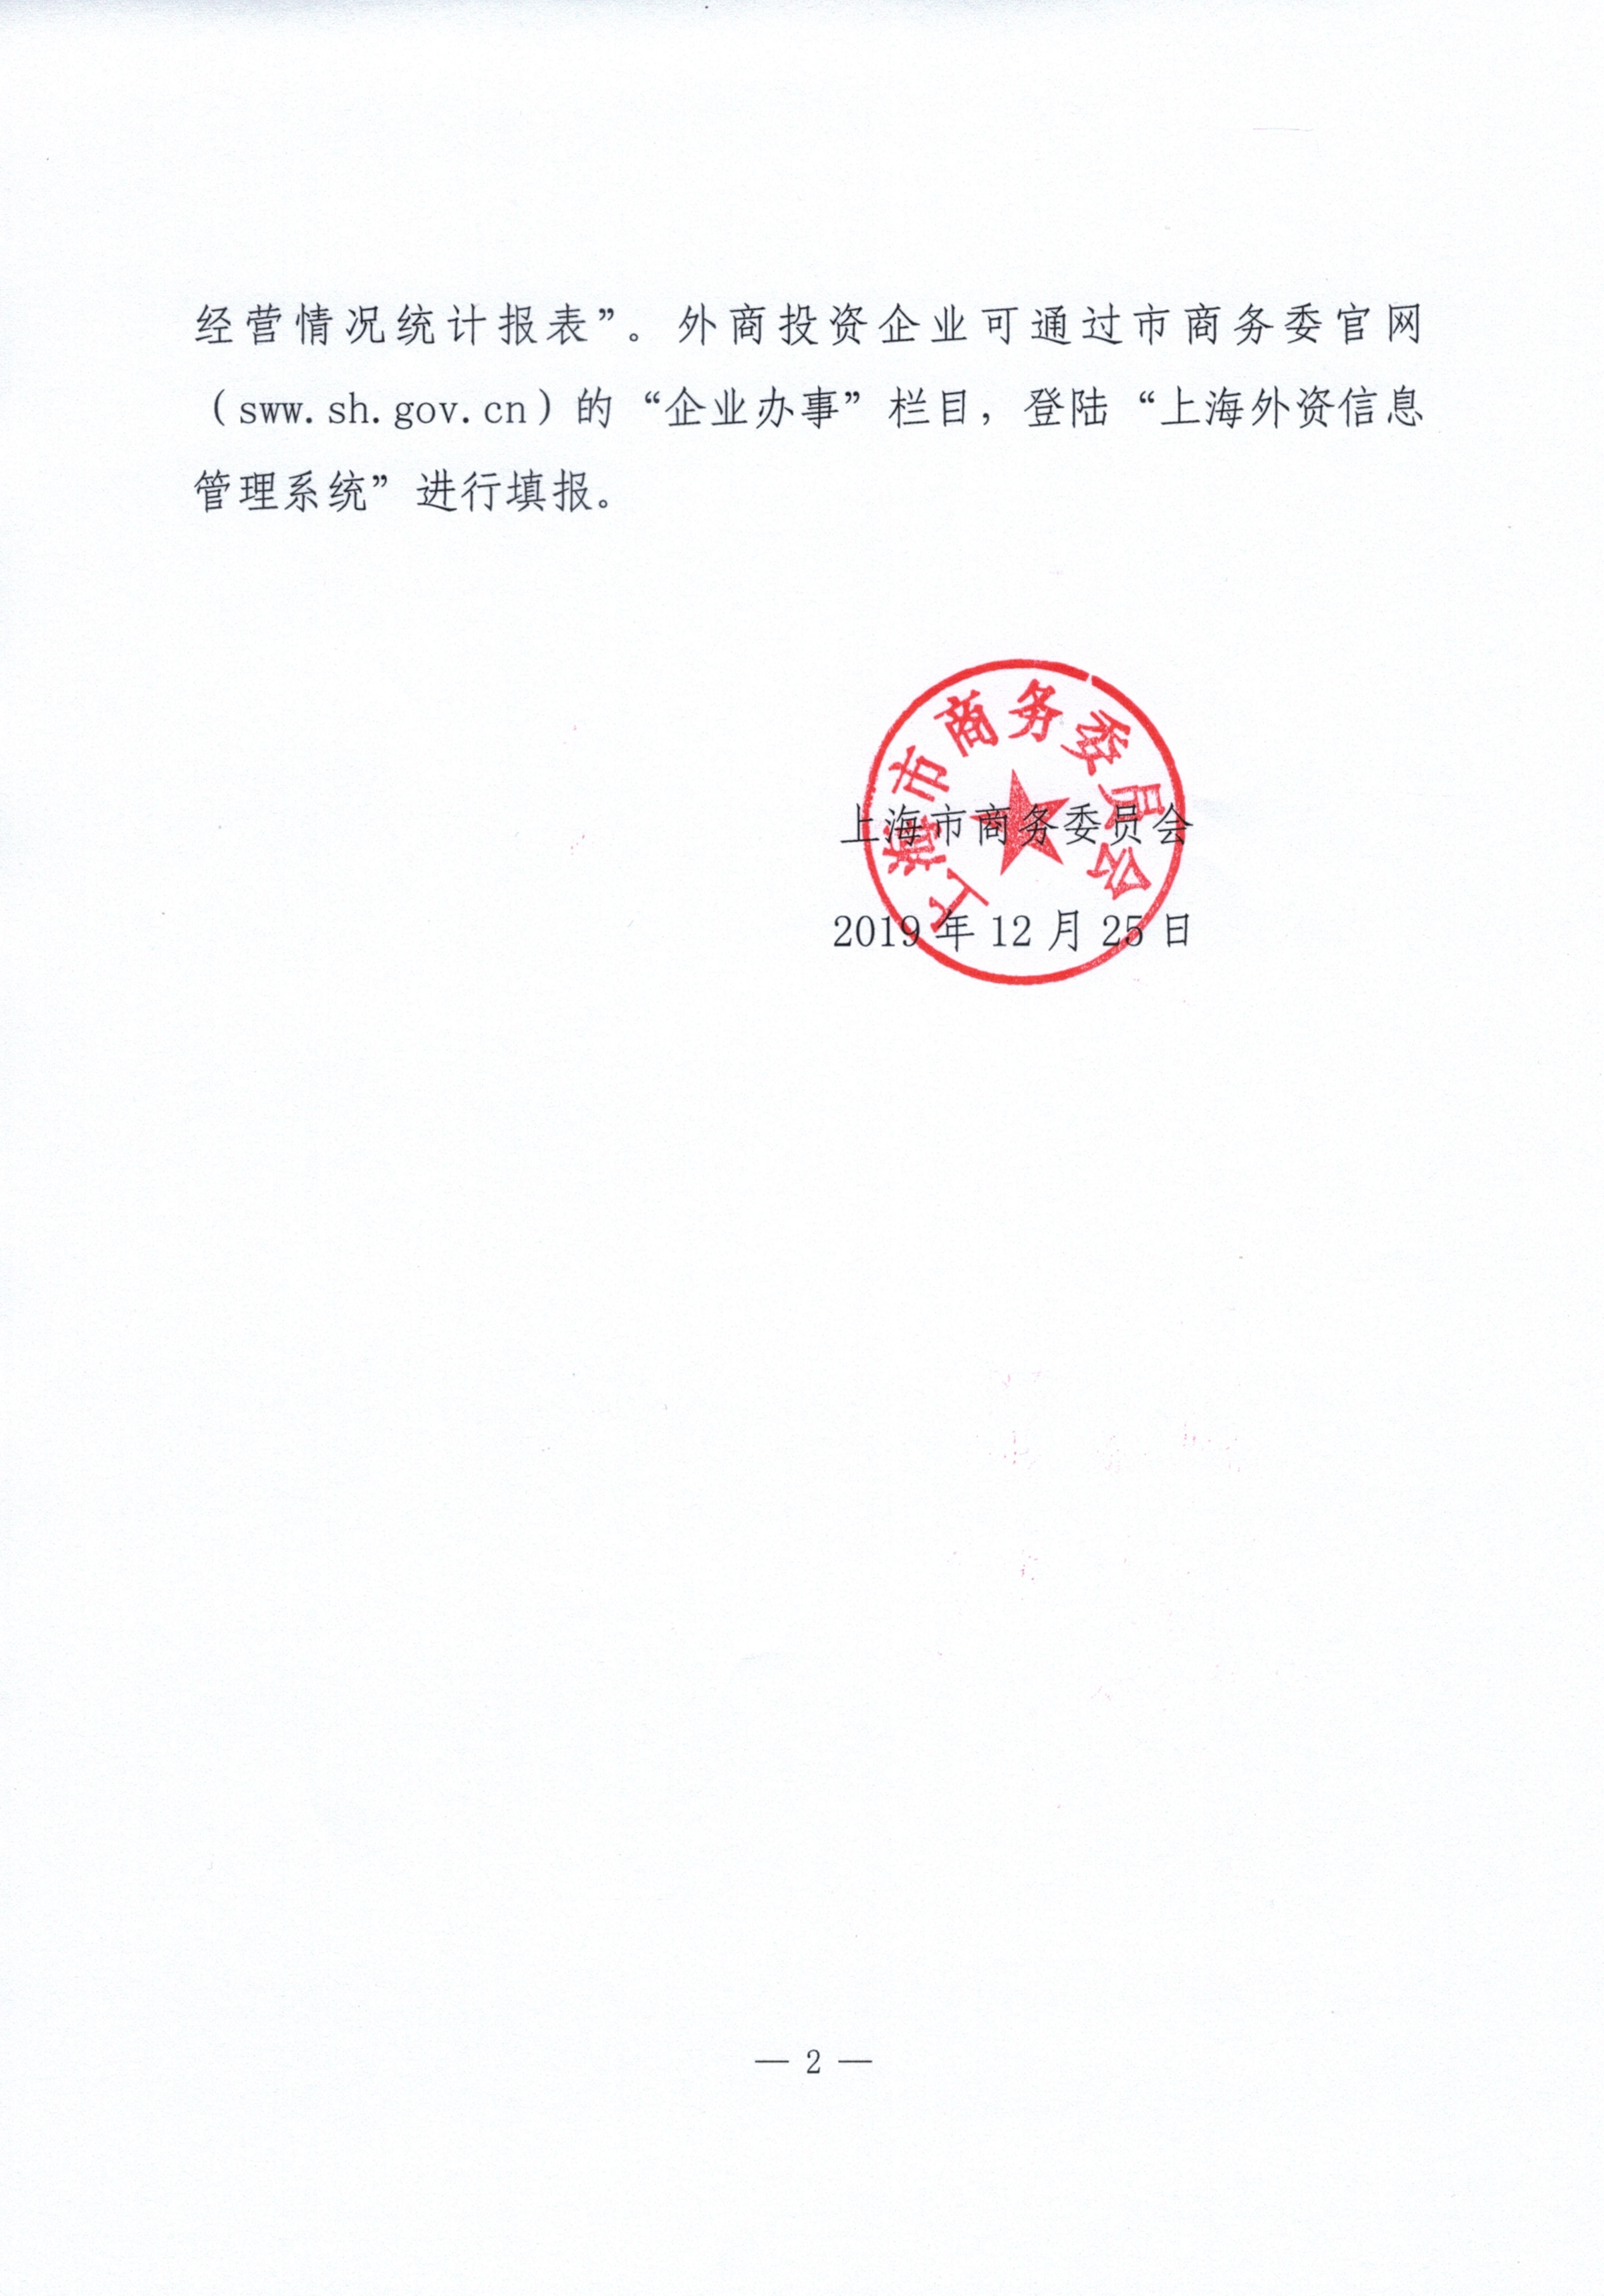 经营情况统计报表”。外商投资企业可通过市商务委官网
（sww.sh.gov.cn）的“企业办事”栏目，登陆“上海外资信息
管理系统”进行填报。
上海市商务委员会
上海市商务委员会
2019 年 12 月 25 日
— 2 —